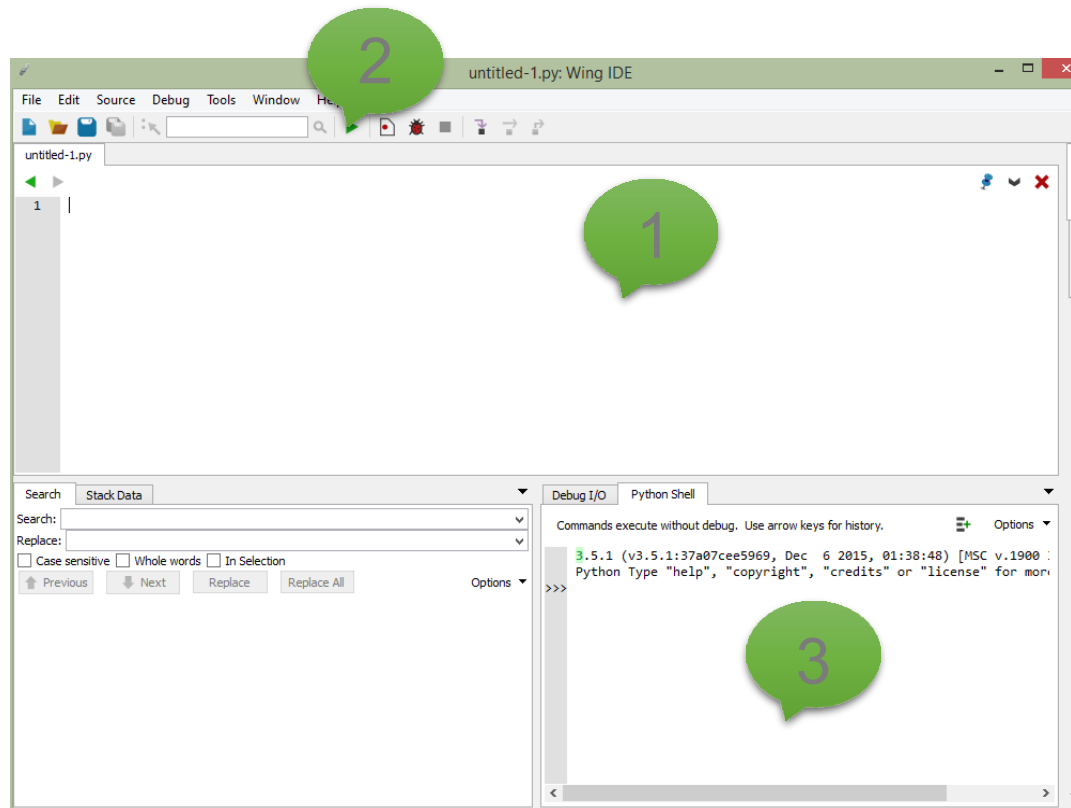 2
untitled-1.py: Wing IDE
File Edit Source Debug Tools Window
untitled-1.py
1
1
Search Stack Data
Search:
Replace:
Case sensitive Whole words In Selection
Previous Next Replace Replace All Options
Debug I/O Python Shell
Commands execute without debug. Use arrow keys for history. Options
3.5.1 (v3.5.1:37a07cee5969, Dec 6 2015, 01:38:48) [MSC v.1900
Python Type "help", "copyright", "credits" or "license" for
>>>
3